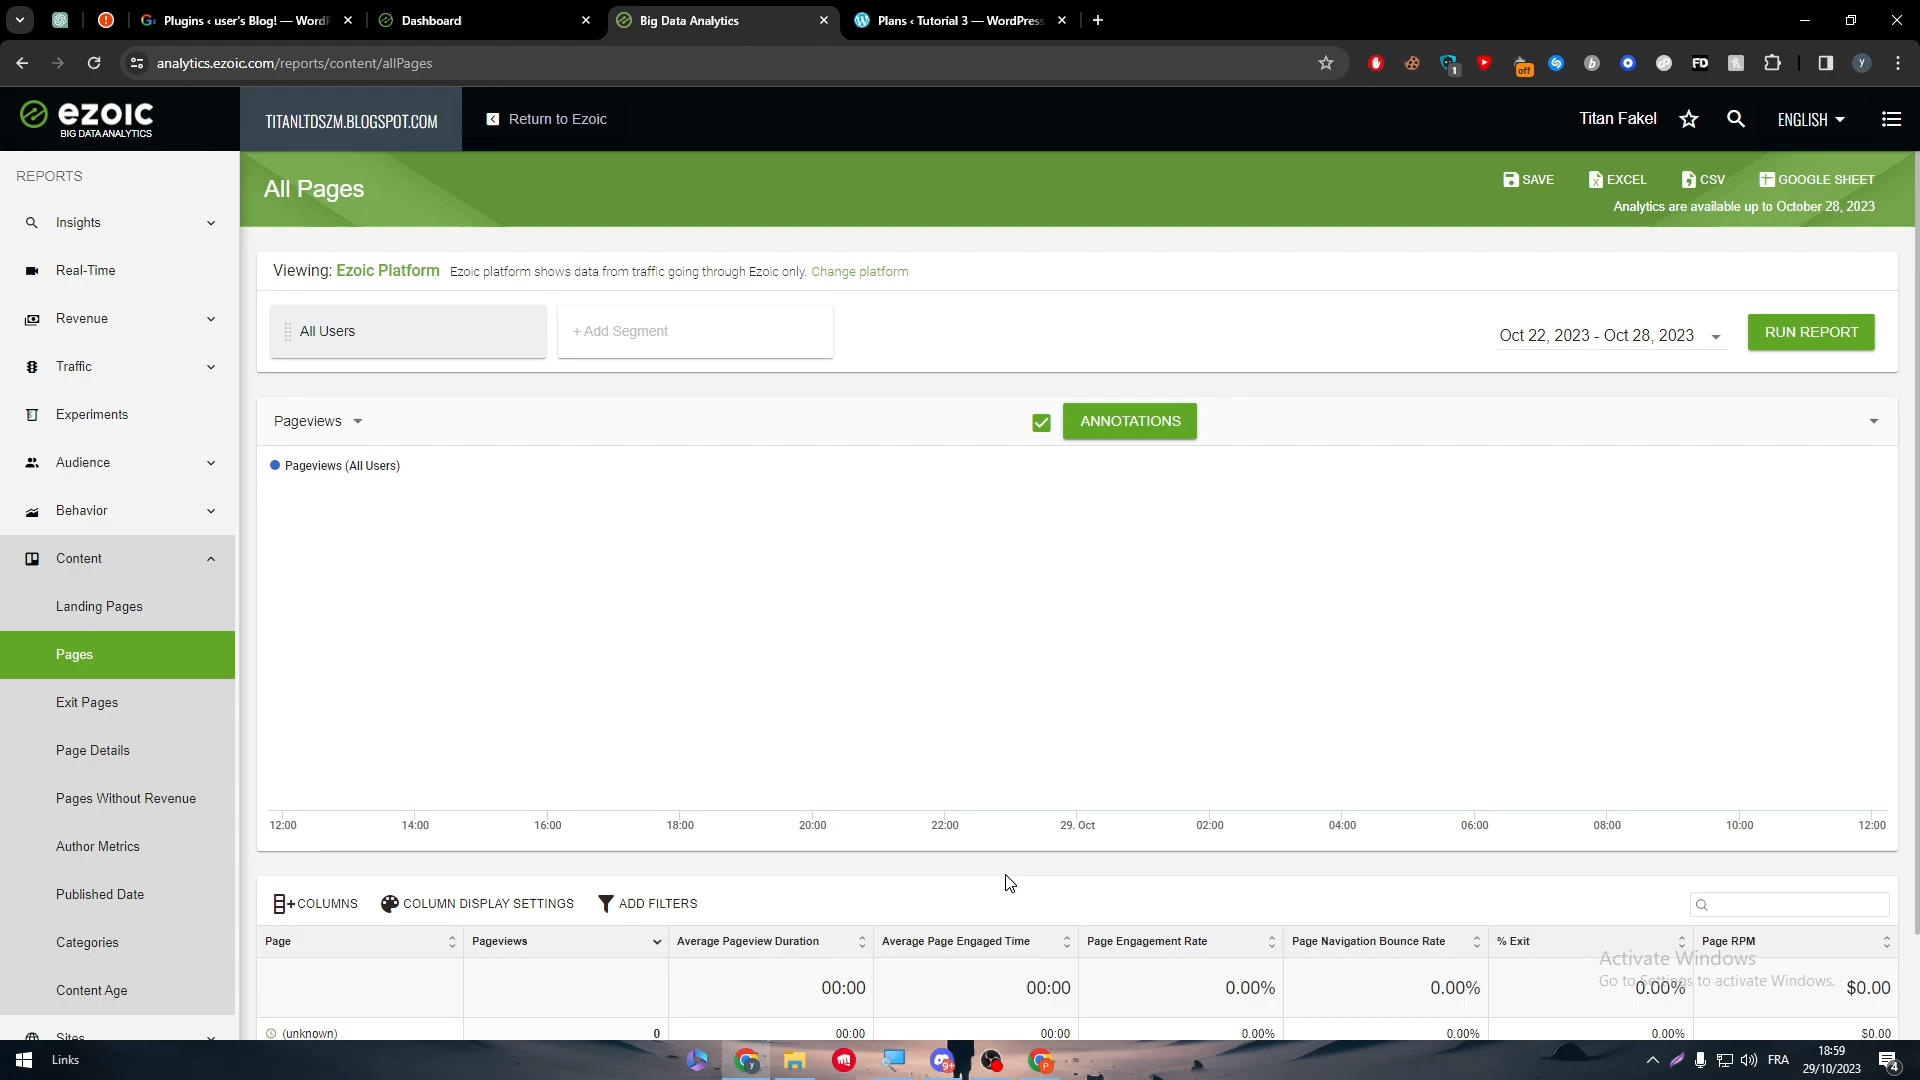 Plugins ‹ user's Blog! — WordP
Dashboard
Big Data Analytics
Plans ‹ Tutorial 3 — WordPress
analytics.ezoic.com/reports/content/allPages
1
off
FD
y
ezoic
BIG DATA ANALYTICS
TITANLTDSZM.BLOGSPOT.COM
Return to Ezoic
Titan Fakel
ENGLISH
REPORTS
All Pages
SAVE
EXCEL
CSV
GOOGLE SHEET
Analytics are available up to October 28, 2023
Insights
Real-Time
Revenue
Traffic
Experiments
Audience
Behavior
Content
Landing Pages
Pages
Exit Pages
Page Details
Pages Without Revenue
Author Metrics
Published Date
Categories
Content Age
Sites
Viewing: Ezoic Platform Ezoic platform shows data from traffic going through Ezoic only. Change platform
All Users
+ Add Segment
Oct 22, 2023 - Oct 28, 2023
RUN REPORT
Pageviews
ANNOTATIONS
Pageviews (All Users)
12:00 14:00 16:00 18:00 20:00 22:00 29. Oct 02:00 04:00 06:00 08:00 10:00 12:00
COLUMNS
COLUMN DISPLAY SETTINGS
ADD FILTERS
Page Pageviews Average Pageview Duration Average Page Engaged Time Page Engagement Rate Page Navigation Bounce Rate % Exit Page RPM
00:00 00:00 0.00% 0.00% 0.00% $0.00
(unknown) 0 00:00 00:00 0.00% 0.00% 0.00% $0.00
Activate Windows
Go to Settings to activate Windows.
Links
9+
FRA
18:59
29/10/2023
4